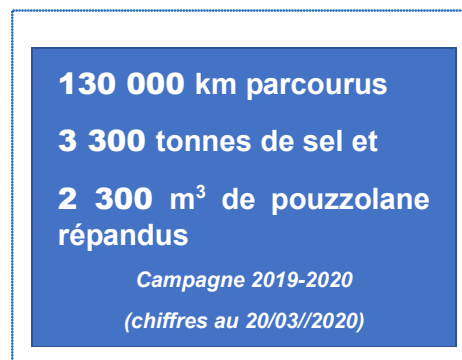 130 000 km parcourus
3 300 tonnes de sel et
2 300 m³ de pouzzolane
répandus
Campagne 2019-2020
(chiffres au 20/03//2020)